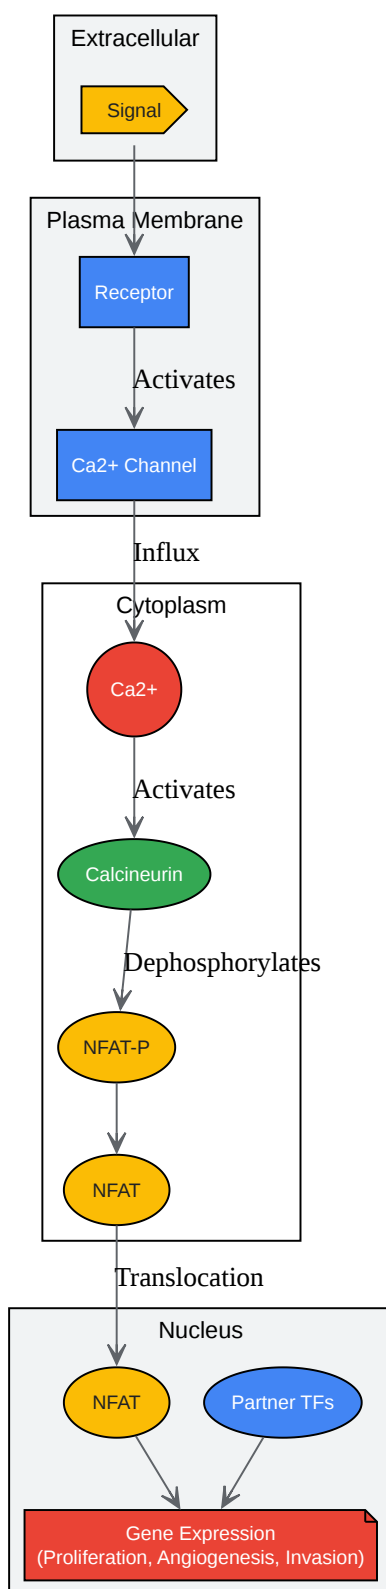 Extracellular
Signal
Plasma Membrane
Receptor
Activates
Ca2+ Channel
Influx
Cytoplasm
Ca2+
Activates
Calcineurin
Dephosphorylates
NFAT-P
NFAT
Translocation
Nucleus
NFAT
Partner TFs
Gene Expression
(Proliferation, Angiogenesis, Invasion)